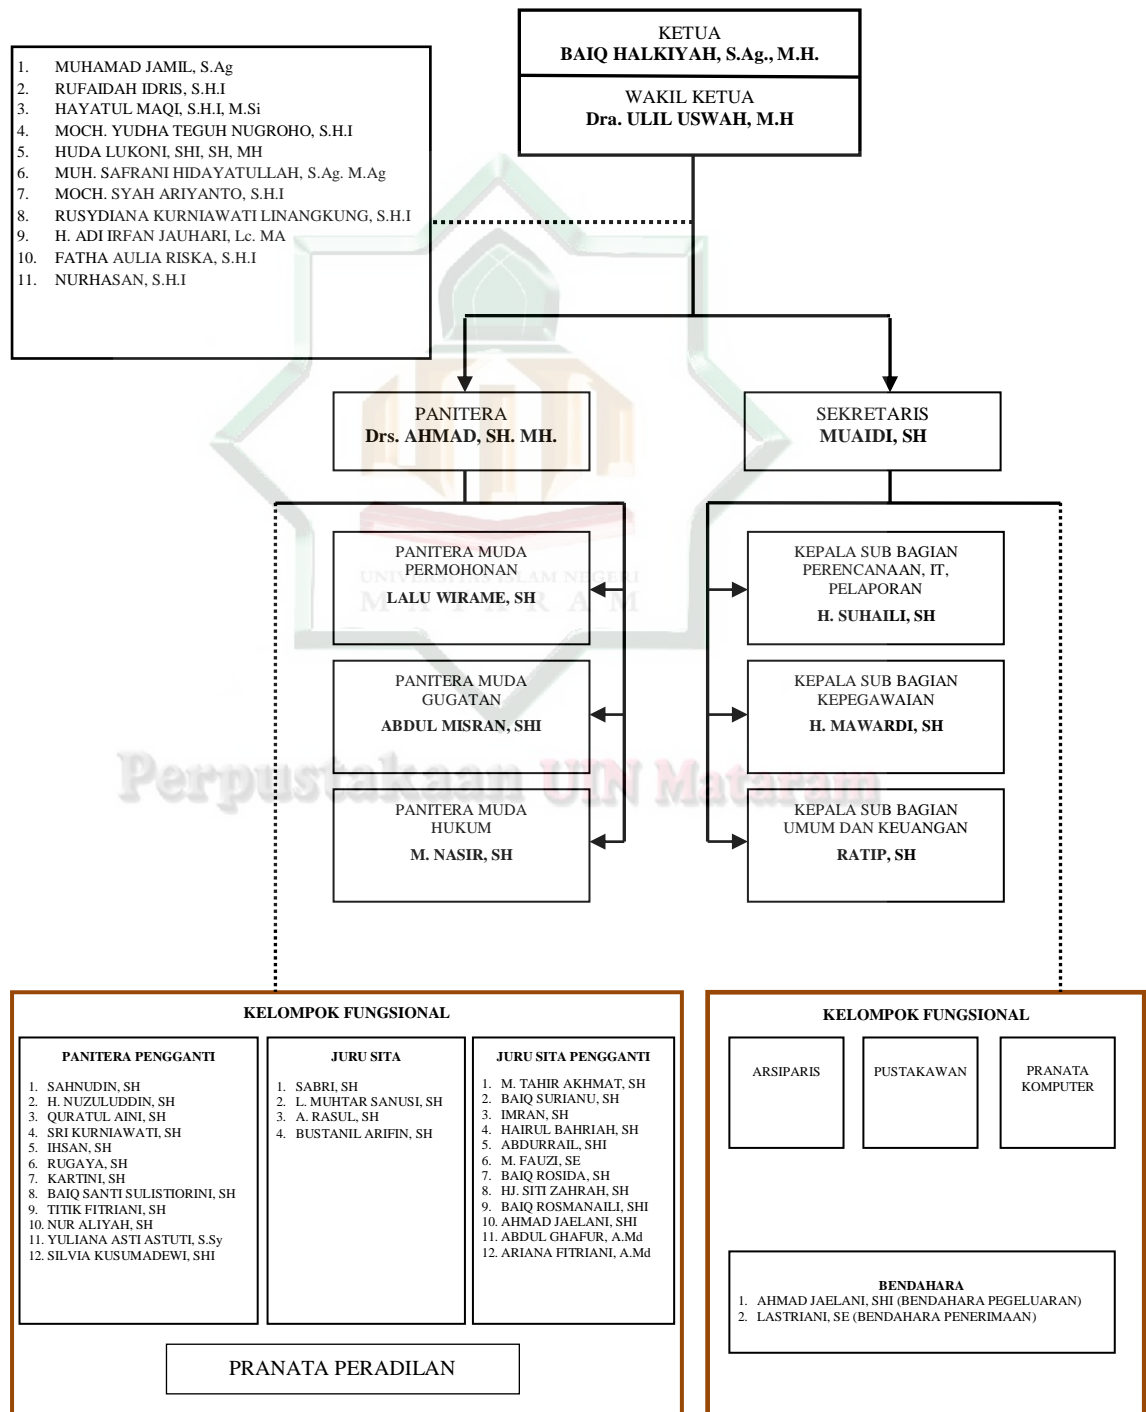 KETUA
BAIQ HALKIYAH, S.Ag., M.H.
WAKIL KETUA
Dra. ULIL USWAH, M.H
1. MUHAMAD JAMIL, S.Ag
2. RUFAIDAH IDRIS, S.H.I
3. HAYATUL MAQI, S.H.I, M.Si
4. MOCH. YUDHA TEGUH NUGROHO, S.H.I
5. HUDA LUKONI, SHI, SH, MH
6. MUH. SAFRANI HIDAYATULLAH, S.Ag. M.Ag
7. MOCH. SYAH ARIYANTO, S.H.I
8. RUSYDIANA KURNIAWATI LINANGKUNG, S.H.I
9. H. ADI IRFAN JAUHARI, Lc. MA
10. FATHA AULIA RISKA, S.H.I
11. NURHASAN, S.H.I
PANITERA
Drs. AHMAD, SH. MH.
SEKRETARIS
MUAIDI, SH
PANITERA MUDA
PERMOHONAN
LALU WIRAME, SH
KEPALA SUB BAGIAN
PERENCANAAN, IT,
PELAPORAN
H. SUHAILI, SH
UNIVERSITAS ISLAM NEGERI
MATARAM
PANITERA MUDA
GUGATAN
ABDUL MISRAN, SHI
KEPALA SUB BAGIAN
KEPEGAWAIAN
H. MAWARDI, SH
Perpustakaan UIN Mataram
PANITERA MUDA
HUKUM
M. NASIR, SH
KEPALA SUB BAGIAN
UMUM DAN KEUANGAN
RATIP, SH
KELOMPOK FUNGSIONAL
PANITERA PENGGANTI
1. SAHNUDIN, SH
2. H. NUZULUDDIN, SH
3. QURATUL AINI, SH
4. SRI KURNIAWATI, SH
5. IHSAN, SH
6. RUGAYA, SH
7. KARTINI, SH
8. BAIQ SANTI SULISTIORINI, SH
9. TITIK FITRIANI, SH
10. NUR ALIYAH, SH
11. YULIANA ASTI ASTUTI, S.Sy
12. SILVIA KUSUMADEWI, SHI
JURU SITA
1. SABRI, SH
2. L. MUHTAR SANUSI, SH
3. A. RASUL, SH
4. BUSTANIL ARIFIN, SH
JURU SITA PENGGANTI
1. M. TAHIR AKHMAT, SH
2. BAIQ SURIANU, SH
3. IMRAN, SH
4. HAIRUL BAHRIAH, SH
5. ABDURRAIL, SHI
6. M. FAUZI, SE
7. BAIQ ROSIDA, SH
8. HJ. SITI ZAHRAH, SH
9. BAIQ ROSMANAILI, SHI
10. AHMAD JAELANI, SHI
11. ABDUL GHAFUR, A.Md
12. ARIANA FITRIANI, A.Md
PRANATA PERADILAN
KELOMPOK FUNGSIONAL
ARSIPARIS
PUSTAKAWAN
PRANATA
KOMPUTER
BENDAHARA
1. AHMAD JAELANI, SHI (BENDAHARA PEGELUARAN)
2. LASTRIANI, SE (BENDAHARA PENERIMAAN)